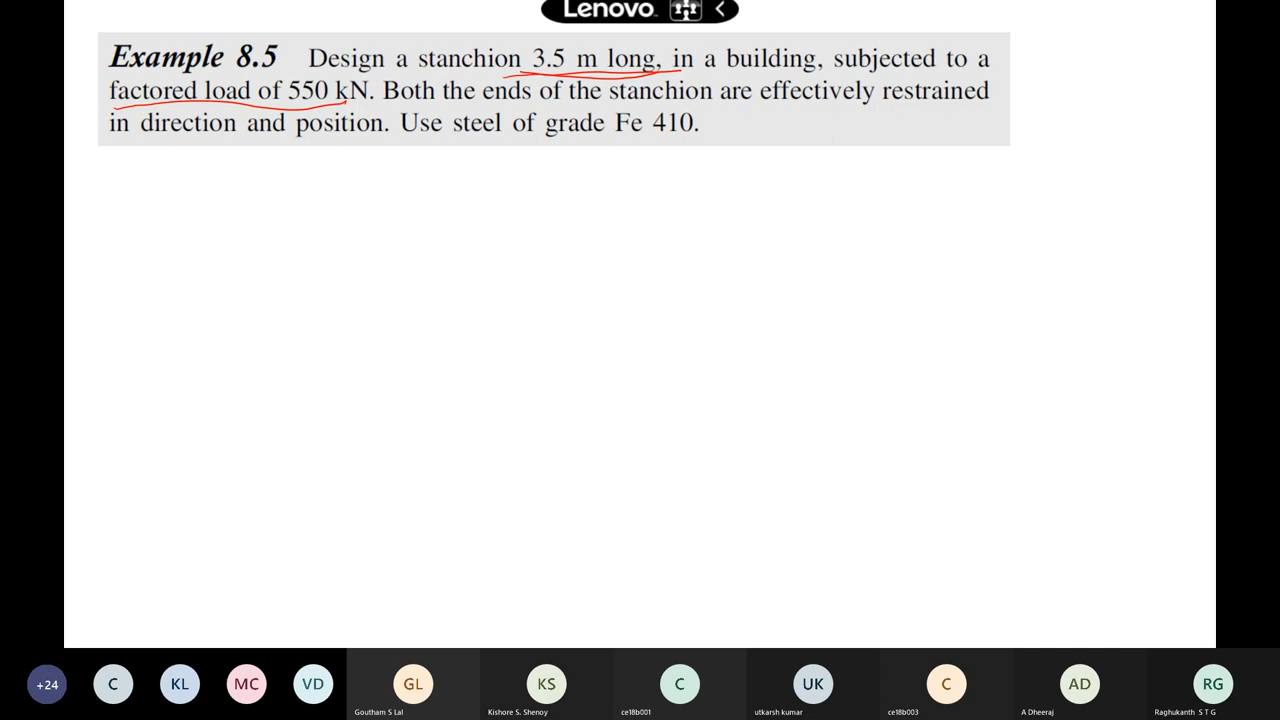 Lenovo
Example 8.5 Design a stanchion 3.5 m long, in a building, subjected to a
factored load of 550 kN. Both the ends of the stanchion are effectively restrained
in direction and position. Use steel of grade Fe 410.
+24 C KL MC VD GL KS C UK C AD RG
Goutham S Lal Kishore S. Shenoy ce18b001 utkarsh kumar ce18b003 A Dheeraj Raghukanth S T G